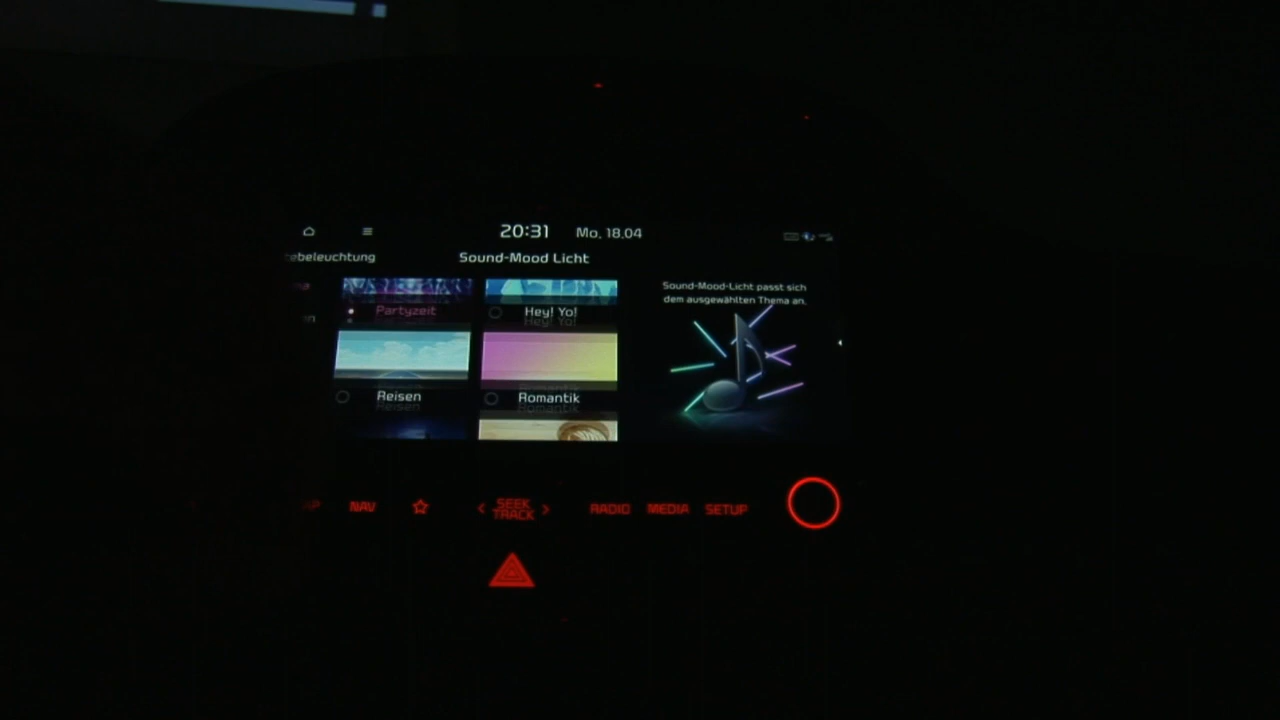 20:31 Mo. 18.04
ebeleuchtung Sound-Mood Licht
Partyzeit
Hey! Yo!
Reisen
Romantik
Sound-Mood-Licht passt sich
dem ausgewählten Thema an.
NAV
SEEK
TRACK
RADIO MEDIA SETUP